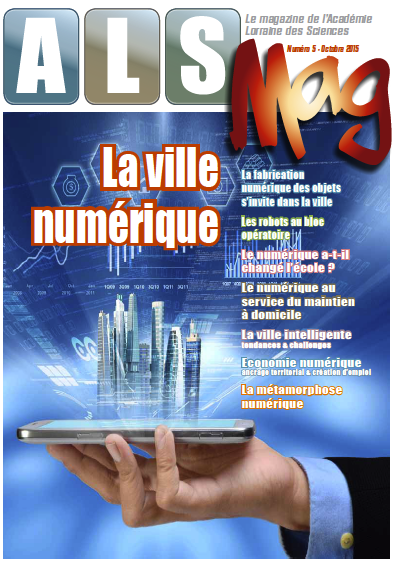 ALS
Le magazine de l'Académie
Lorraine des Sciences
Numéro 5 - Octobre 2015
Mag
La ville
numérique
La fabrication
numérique des objets
s'invite dans la ville
Les robots au bloc
opératoire
Le numérique a-t-il
changé l'école ?
Le numérique au
service du maintien
à domicile
La ville intelligente
tendances & challenges
Economie numérique
ancrage territorial & création d'emploi
La métamorphose
numérique